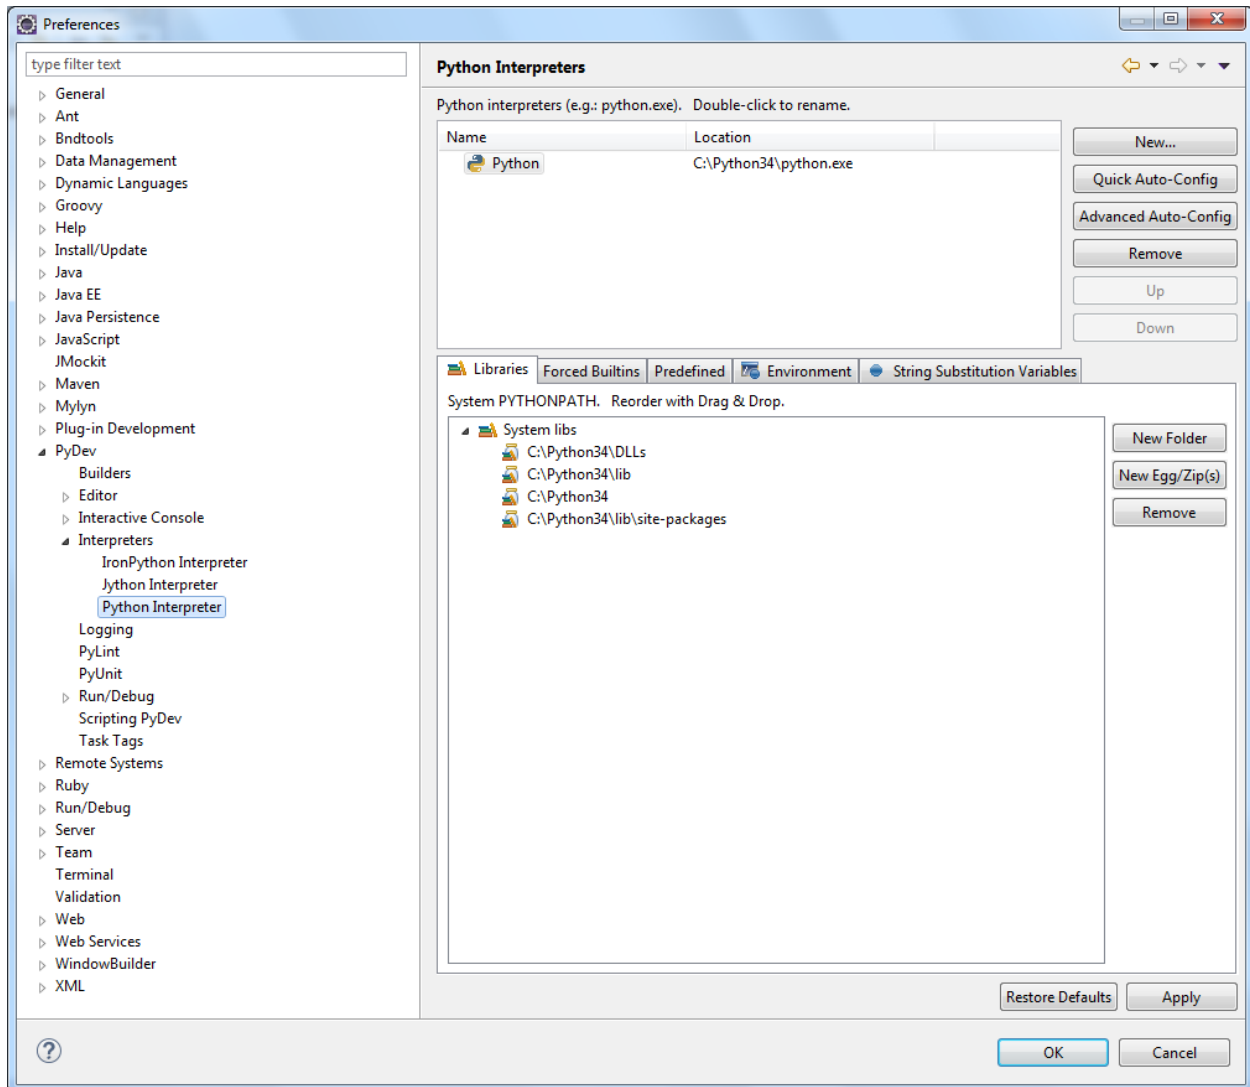 Preferences
type filter text
General
Ant
Bndtools
Data Management
Dynamic Languages
Groovy
Help
Install/Update
Java
Java EE
Java Persistence
JavaScript
JMockit
Maven
Mylyn
Plug-in Development
PyDev
Builders
Editor
Interactive Console
Interpreters
IronPython Interpreter
Jython Interpreter
Python Interpreter
Logging
PyLint
PyUnit
Run/Debug
Scripting PyDev
Task Tags
Remote Systems
Ruby
Run/Debug
Server
Team
Terminal
Validation
Web
Web Services
WindowBuilder
XML
Python Interpreters
Python interpreters (e.g.: python.exe). Double-click to rename.
Name Location
Python C:\Python34\python.exe
New...
Quick Auto-Config
Advanced Auto-Config
Remove
Up
Down
Libraries Forced Builtins Predefined Environment String Substitution Variables
System PYTHONPATH. Reorder with Drag & Drop.
System libs
C:\Python34\DLLs
C:\Python34\lib
C:\Python34
C:\Python34\lib\site-packages
New Folder
New Egg/Zip(s)
Remove
Restore Defaults Apply
? OK Cancel